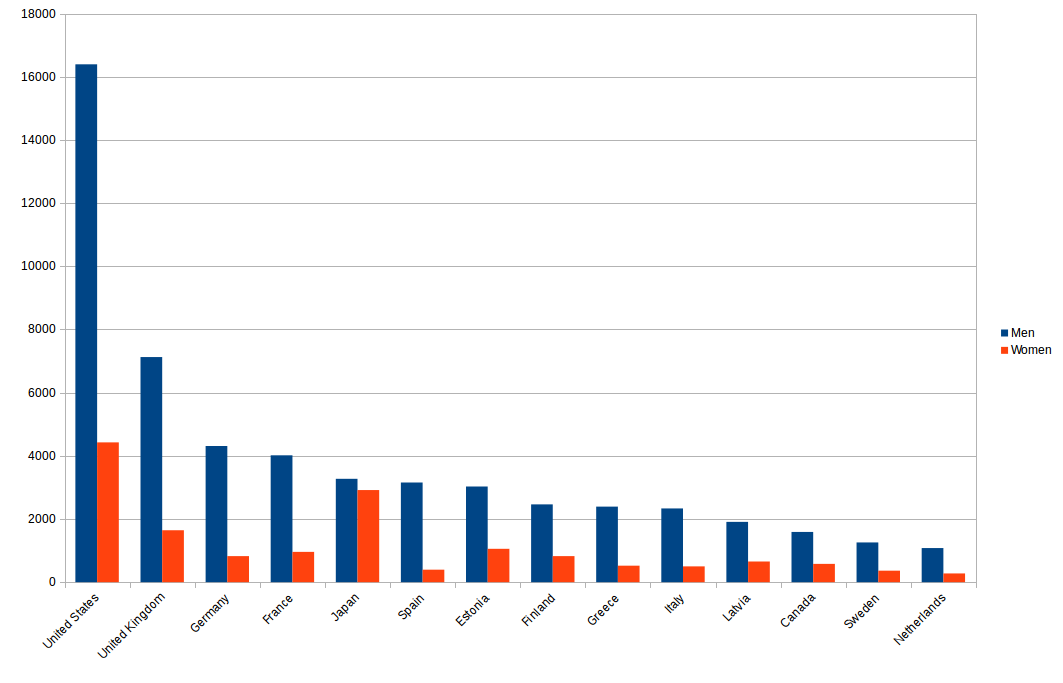 18000
16000
14000
12000
10000
8000
6000
4000
2000
0
United States
United Kingdom
Germany
France
Japan
Spain
Estonia
Finland
Greece
Italy
Latvia
Canada
Sweden
Netherlands
Men
Women